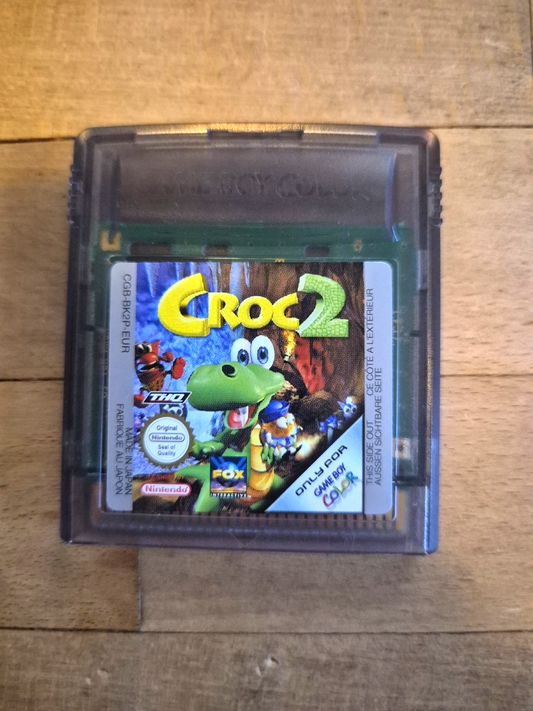 GAME BOY COLOR
CROC 2
THQ
Original
Nintendo
Seal of
Quality
Nintendo
FOX
INTERACTIVE
ONLY FOR
GAME BOY
COLOR
CGB-BK2P-EUR
MADE IN JAPAN
FABRIQUÉ AU JAPON
THIS SIDE OUT CE CÔTÉ A L'EXTÉRIEUR
AUSSEN SICHTBARE SEITE